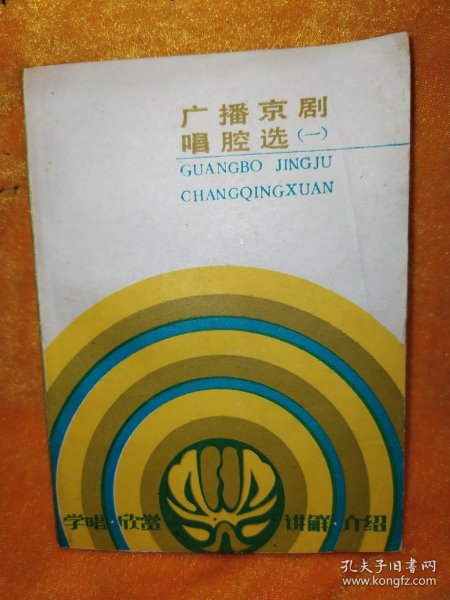 广播京剧
唱腔选(一)
GUANGBO JINGJU
CHANGQINGXUAN
学唱·欣赏 讲解·介绍
孔夫子旧书网
www.kongfz.com